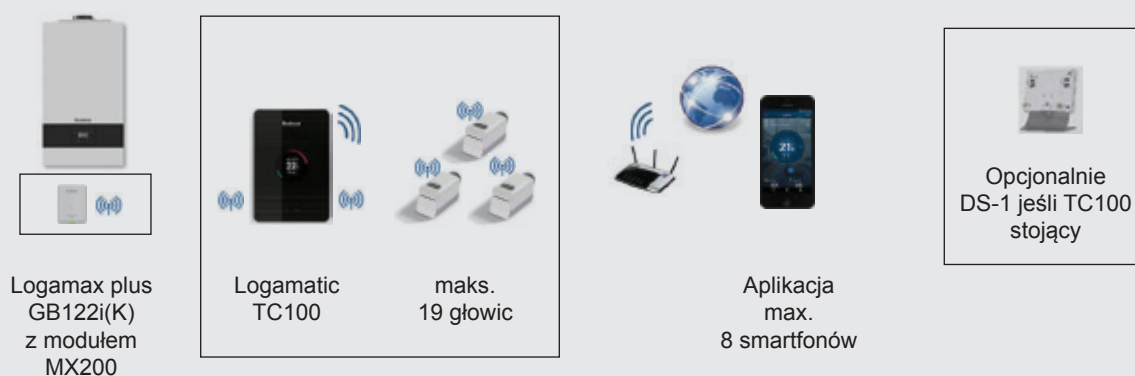 Logamax plus
GB122i(K)
z modułem
MX200
Logamatic
TC100
maks.
19 głowic
Aplikacja
max.
8 smartfonów
Opcjonalnie
DS-1 jeśli TC100
stojący